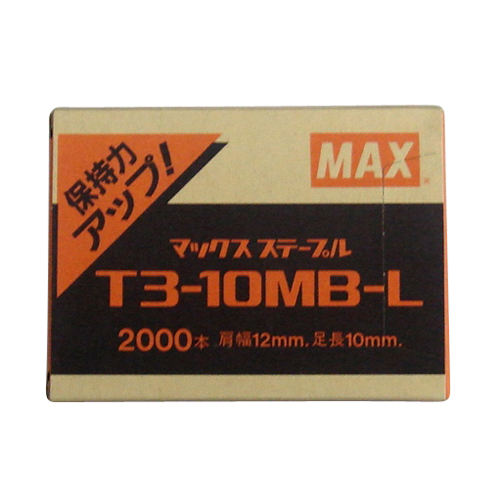 保持力
アップ!
MAX
マックス ステープル
T3-10MB-L
2000本 肩幅12mm. 足長10mm.